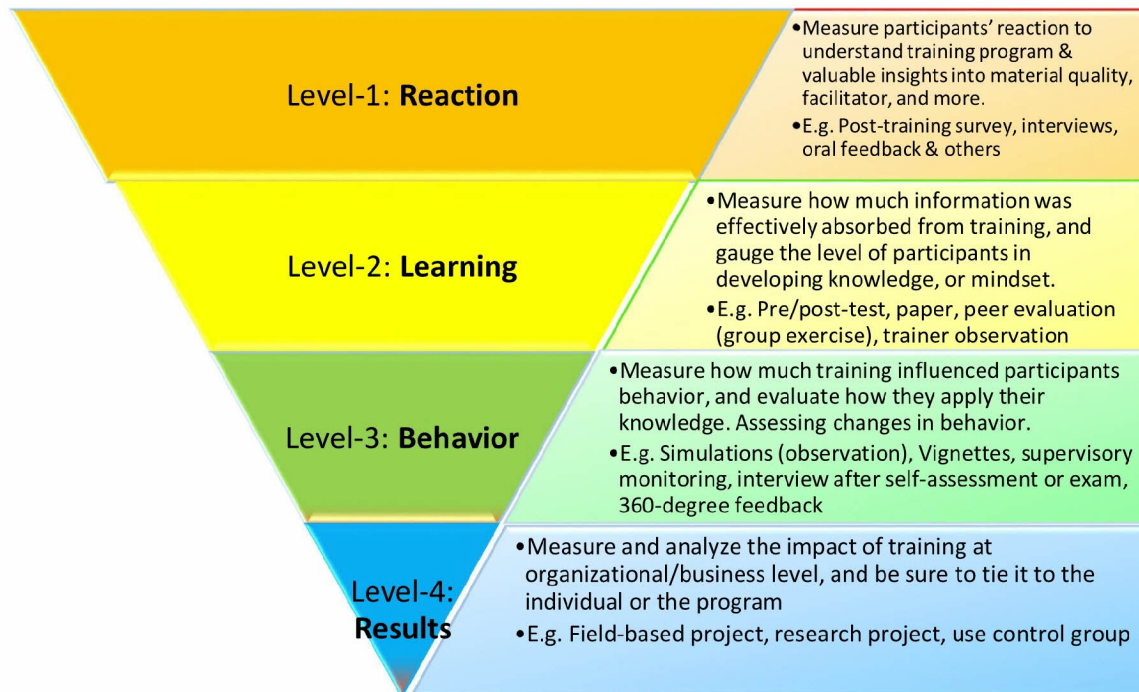 Level-1: Reaction
•Measure participants’ reaction to
understand training program &
valuable insights into material quality,
facilitator, and more.
•E.g. Post-training survey, interviews,
oral feedback & others
Level-2: Learning
•Measure how much information was
effectively absorbed from training, and
gauge the level of participants in
developing knowledge, or mindset.
•E.g. Pre/post-test, paper, peer evaluation
(group exercise), trainer observation
Level-3: Behavior
•Measure how much training influenced participants
behavior, and evaluate how they apply their
knowledge. Assessing changes in behavior.
•E.g. Simulations (observation), Vignettes, supervisory
monitoring, interview after self-assessment or exam,
360-degree feedback
Level-4:
Results
•Measure and analyze the impact of training at
organizational/business level, and be sure to tie it to the
individual or the program
•E.g. Field-based project, research project, use control group